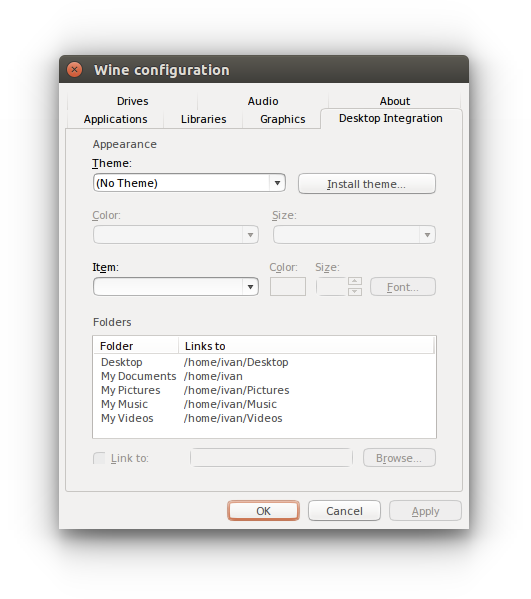 Wine configuration
Drives Audio About
Applications Libraries Graphics Desktop Integration
Appearance
Theme:
(No Theme) Install theme...
Color: Size:
Item: Color: Size:
Font...
Folders
Folder Links to
Desktop /home/ivan/Desktop
My Documents /home/ivan
My Pictures /home/ivan/Pictures
My Music /home/ivan/Music
My Videos /home/ivan/Videos
Link to: Browse...
OK Cancel Apply